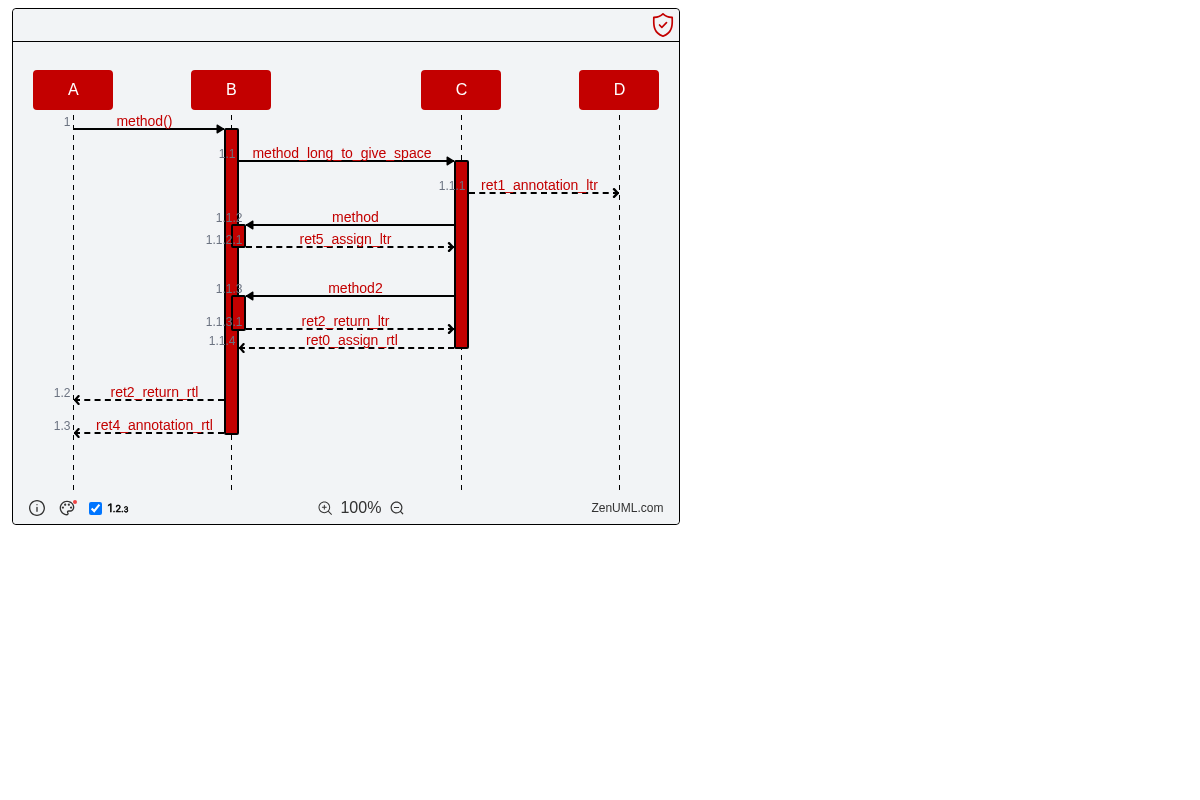 A B C D
1 method()
1.1 method_long_to_give_space
1.1.1 ret1_annotation_ltr
1.1.2 method
1.1.2.1 ret5_assign_ltr
1.1.3 method2
1.1.3.1 ret2_return_ltr
1.1.4 ret0_assign_rtl
1.2 ret2_return_rtl
1.3 ret4_annotation_rtl
1.2.3 100% ZenUML.com